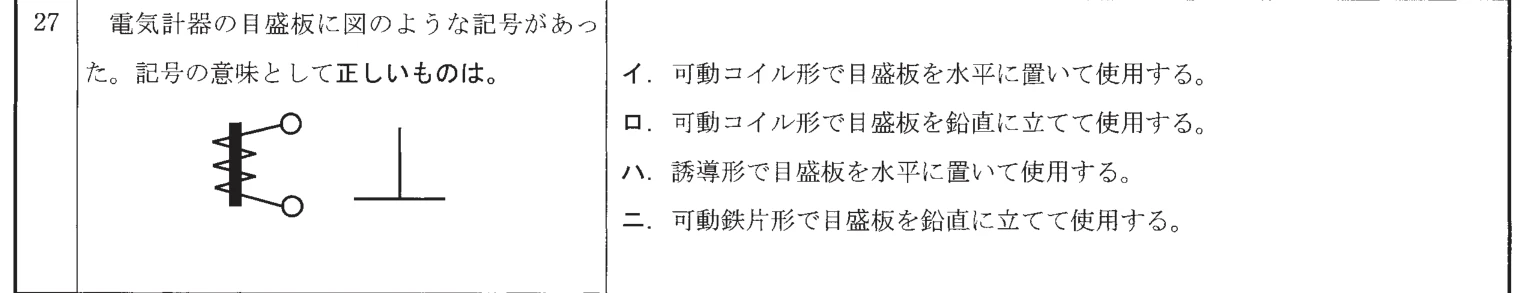 27 電気計器の目盛板に図のような記号があっ
た。記号の意味として正しいものは。
イ．可動コイル形で目盛板を水平に置いて使用する。
ロ．可動コイル形で目盛板を鉛直に立てて使用する。
ハ．誘導形で目盛板を水平に置いて使用する。
ニ．可動鉄片形で目盛板を鉛直に立てて使用する。